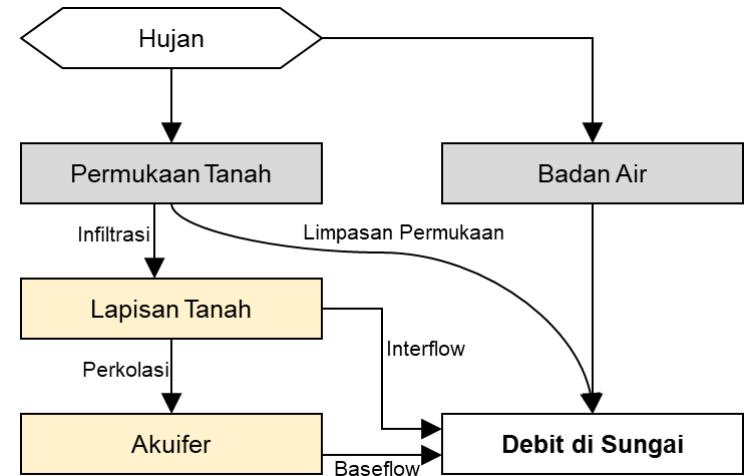 Hujan
Permukaan Tanah
Badan Air
Infiltrasi
Limpasan Permukaan
Lapisan Tanah
Interflow
Perkolasi
Akuifer
Debit di Sungai
Baseflow